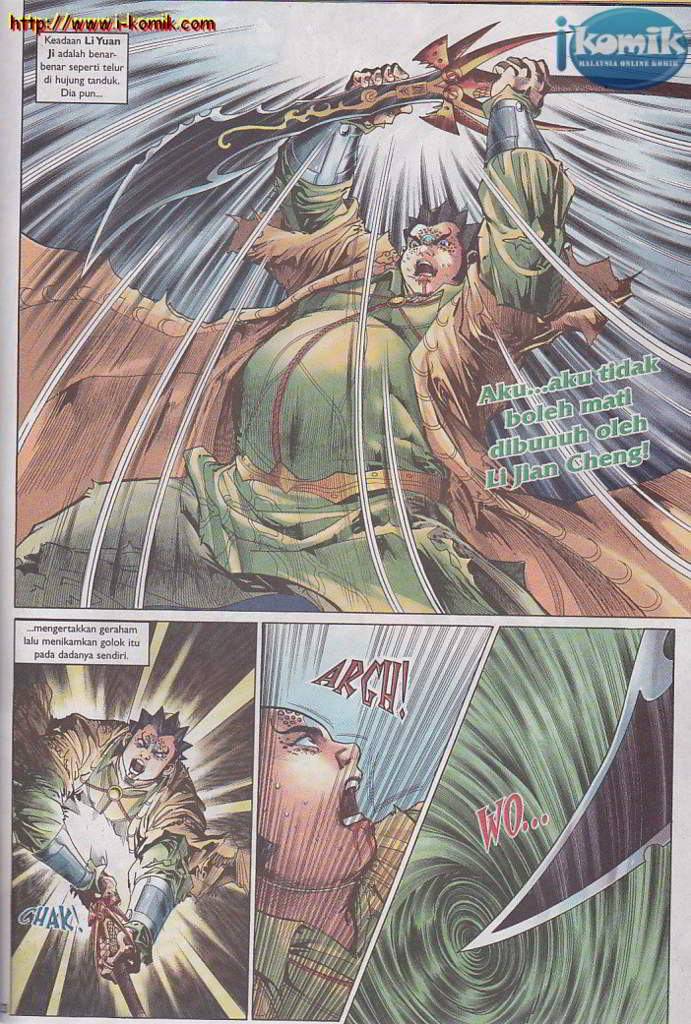 http://www.i-komik.com
ikomik
MALAYSIA ONLINE KOMIK
Keadaan Li Yuan
Ji adalah benar-
benar seperti telur
di hujung tanduk.
Dia pun...
Aku...aku tidak
boleh mati
dibunuh oleh
Li Jian Cheng!
...mengertakkan geraham
lalu menikamkan golok itu
pada dadanya sendiri.
CHAK!
ARGH!
WO...